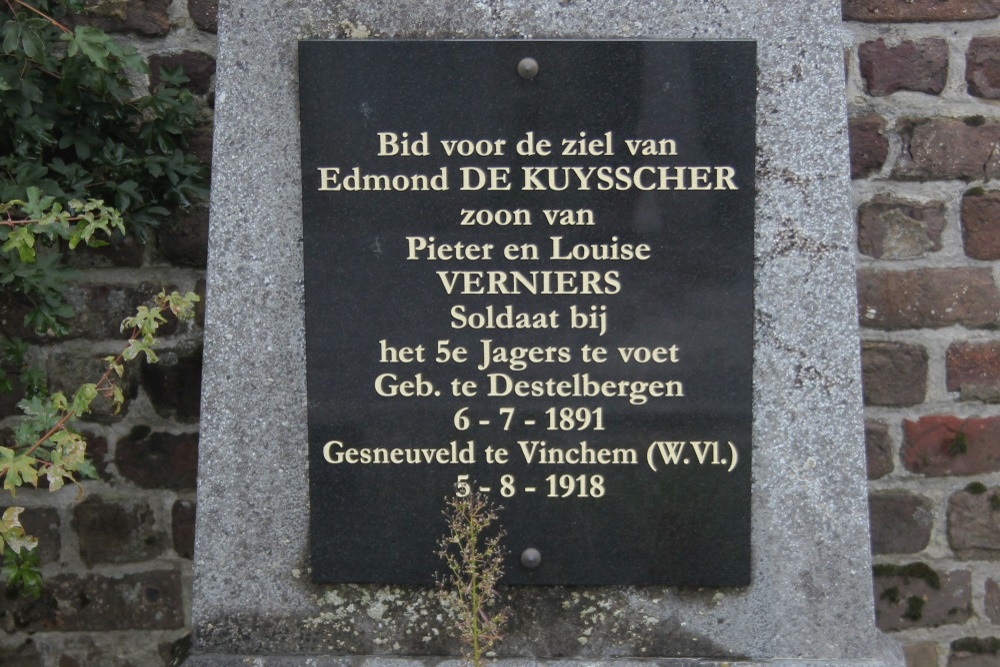 Bid voor de ziel van
Edmond DE KUYSSCHER
zoon van
Pieter en Louise
VERNIERS
Soldaat bij
het 5e Jagers te voet
Geb. te Destelbergen
6 - 7 - 1891
Gesneuveld te Vinchem (W.Vl.)
5 - 8 - 1918